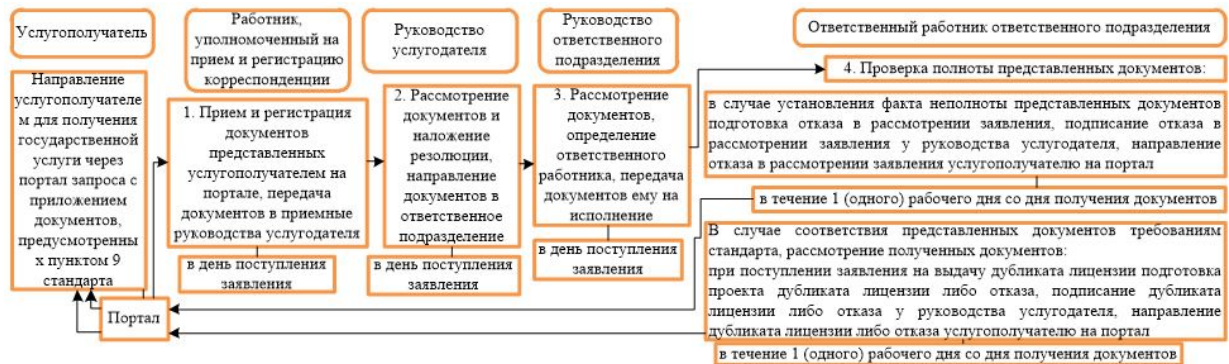 Услугополучатель
Работник,
уполномоченный на
прием и регистрацию
корреспонденции
Руководство
услугодателя
Руководство
ответственного
подразделения
Ответственный работник ответственного подразделения
Направление
услугополучателе
м для получения
государственной
услуги через
портал запроса с
приложением
документов,
предусмотренны
х пунктом 9
стандарта
1. Прием и регистрация
документов
представленных
услугополучателем на
портале, передача
документов в приемные
руководства услугодателя
в день поступления
заявления
2. Рассмотрение
документов и
наложение
резолюции,
направление
документов в
ответственное
подразделение
в день поступления
заявления
3. Рассмотрение
документов,
определение
ответственного
работника, передача
документов ему на
исполнение
в день поступления
заявления
4. Проверка полноты представленных документов:
в случае установления факта неполноты представленных документов
подготовка отказа в рассмотрении заявления, подписание отказа в
рассмотрении заявления у руководства услугодателя, направление
отказа в рассмотрении заявления услугополучателю на портал
в течение 1 (одного) рабочего дня со дня получения документов
В случае соответствия представленных документов требованиям
стандарта, рассмотрение полученных документов:
при поступлении заявления на выдачу дубликата лицензии подготовка
проекта дубликата лицензии либо отказа, подписание дубликата
лицензии либо отказа у руководства услугодателя, направление
дубликата лицензии либо отказа услугополучателю на портал
в течение 1 (одного) рабочего дня со дня получения документов
Портал